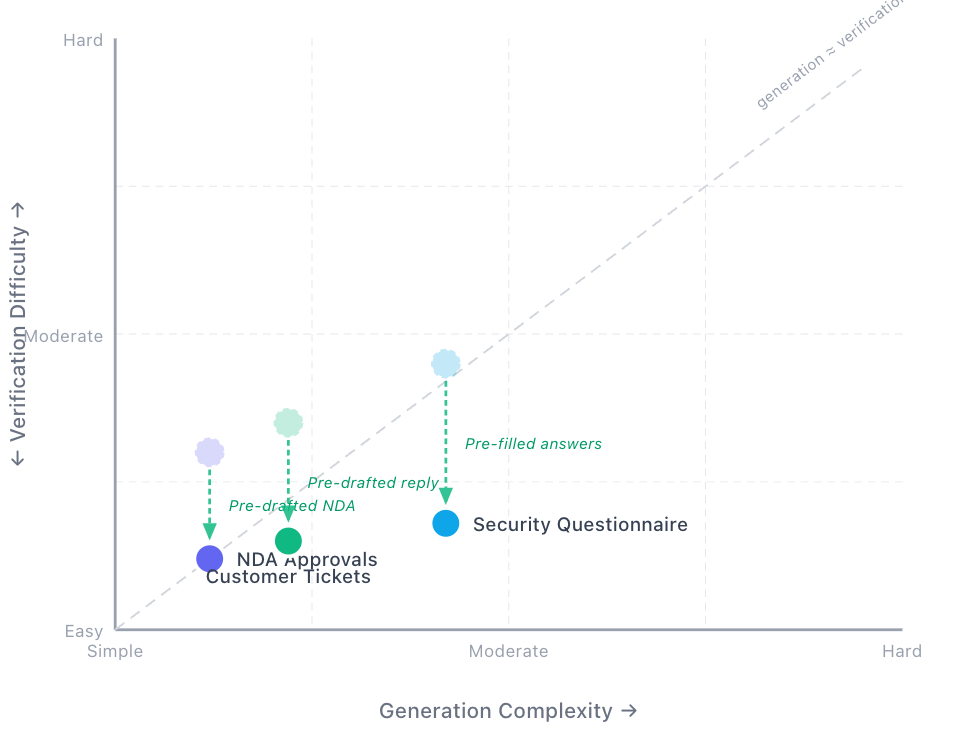 generation ≈ verification
Hard
← Verification Difficulty →
Moderate
Pre-filled answers
Pre-drafted reply
Pre-drafted NDA
Security Questionnaire
NDA Approvals
Customer Tickets
Easy
Simple
Moderate
Hard
Generation Complexity →